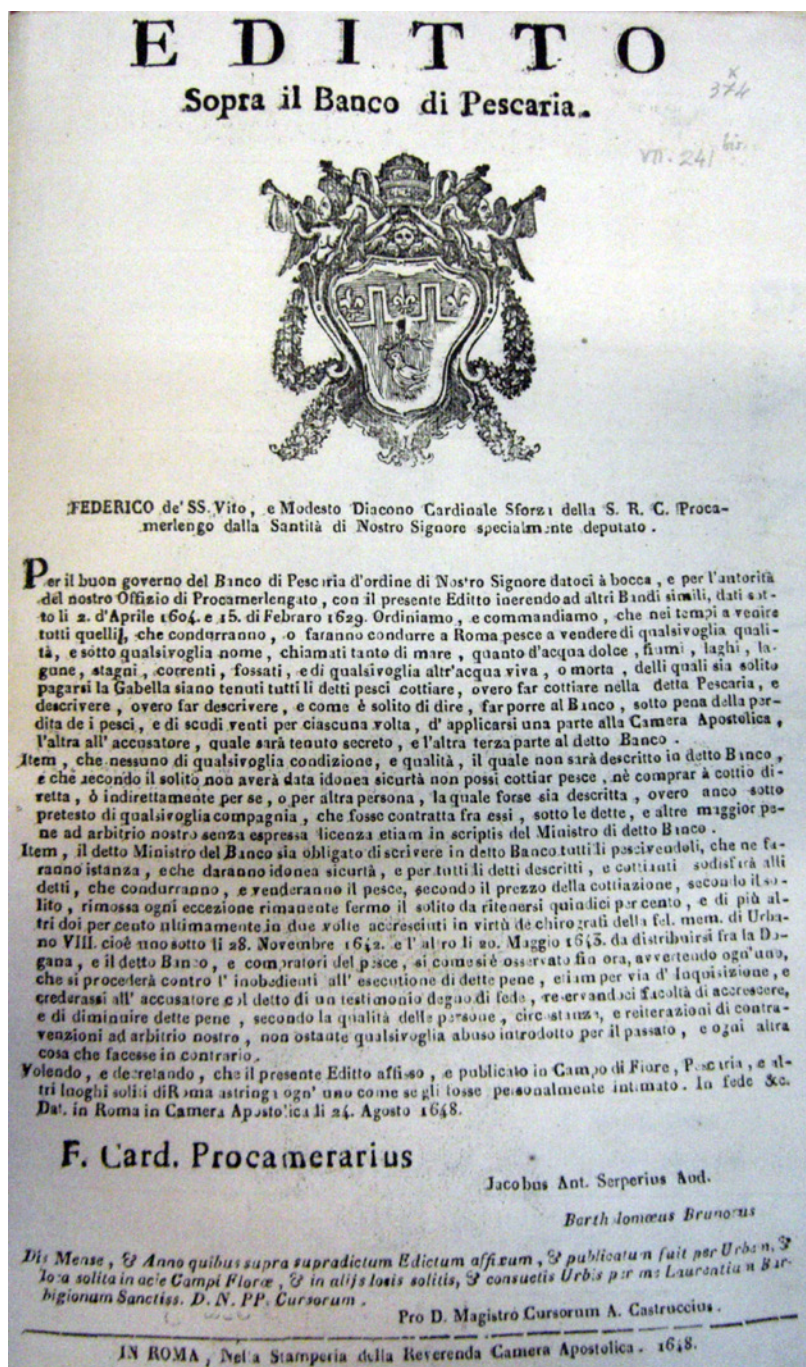 EDITTO
Sopra il Banco di Pescaria.
374
VII. 241 bis
FEDERICO de' SS. Vito, e Modesto Diacono Cardinale Sforza della S. R. C. Proca-
merlengo dalla Santità di Nostro Signore specialmente deputato.
Per il buon governo del Banco di Pescaria d'ordine di Nostro Signore datoci à bocca, e per l'autorità
del nostro Offizio di Procamerlengato, con il presente Editto inerendo ad altri Bandi simili, dati sot-
to li 2. d'Aprile 1604. e 15. di Febraro 1629. Ordiniamo, e commandiamo, che nei tempi a venire
tutti quelli, che condurranno, o faranno condurre a Roma pesce a vendere di qualsivoglia quali-
tà, e sotto qualsivoglia nome, chiamati tanto di mare, quanto d'acqua dolce, fiumi, laghi, la-
gune, stagni, correnti, fossati, e di qualsivoglia altr'acqua viva, o morta, delli quali sia solito
pagarsi la Gabella siano tenuti tutti li detti pesci cottiare, overo far cottiare nella detta Pescaria, e
descrivere, overo far descrivere, e come è solito di dire, far porre al Banco, sotto pena della per-
dita de i pesci, e di scudi venti per ciascuna volta, d' applicarsi una parte alla Camera Apostolica,
l'altra all' accusatore, quale sarà tenuto secreto, e l'altra terza parte al detto Banco.
Item, che nessuno di qualsivoglia condizione, e qualità, il quale non sarà descritto in detto Banco,
e che secondo il solito non averà data idonea sicurtà non possi cottiar pesce, nè comprar à cottio di-
retta, ò indirettamente per se, o per altra persona, la quale forse sia descritta, overo anco sotto
pretesto di qualsivoglia compagnia, che fosse contratta fra essi, sotto le dette, e altre maggior pe-
ne ad arbitrio nostro senza espressa licenza etiam in scriptis del Ministro di detto Banco.
Item, il detto Ministro del Banco sia obligato di scrivere in detto Banco tutti li pescivendoli, che ne fa-
ranno istanza, e che daranno idonea sicurtà, e per tutti li detti descritti, e cottianti sodisfarà alli
detti, che condurranno, e venderanno il pesce, secondo il prezzo della cottiazione, secondo il so-
lito, rimossa ogni eccezione rimanente fermo il solito da ritenersi quindici per cento, e di più al-
tri doi per cento ultimamente in due volte accresciuti in virtù de chirografi della fel. mem. di Urba-
no VIII. cioè uno sotto li 28. Novembre 1642. e l' altro li 20. Maggio 1643. da distribuirsi fra la Do-
gana, e il detto Banco, e compratori del pesce, si come si è osservato fin ora, avvertendo ogn'uno,
che si procederà contro l' inobedienti all' esecutione di dette pene, etiam per via d' Inquisizione, e
crederassi all' accusatore col detto di un testimonio degno di fede, reservandoci facoltà di accrescere,
e di diminuire dette pene, secondo la qualità delle persone, circostanze, e reiterazioni di contra-
venzioni ad arbitrio nostro, non ostante qualsivoglia abuso introdotto per il passato, e ogni altra
cosa che facesse in contrario.
Volendo, e decretando, che il presente Editto affisso, e publicato in Campo di Fiore, Pescaria, e al-
tri luoghi soliti di Roma astringa ogn' uno come se gli fosse personalmente intimato. In fede &c.
Dat. in Roma in Camera Apostolica li 24. Agosto 1648.
F. Card. Procamerarius
Jacobus Ant. Serperius Aud.
Barth lomæus Brunorus
Die Mense, & Anno quibus supra supradictum Edictum affixum, & publicatum fuit per Urbem, &
loca solita in acie Campi Floræ, & in alijs locis solitis, & consuetis Urbis per me Laurentium Bar-
bigionum Sanctiss. D. N. PP. Cursorum.
Pro D. Magistro Cursorum A. Castruccius.
IN ROMA, Nella Stamperia della Reverenda Camera Apostolica. 1648.